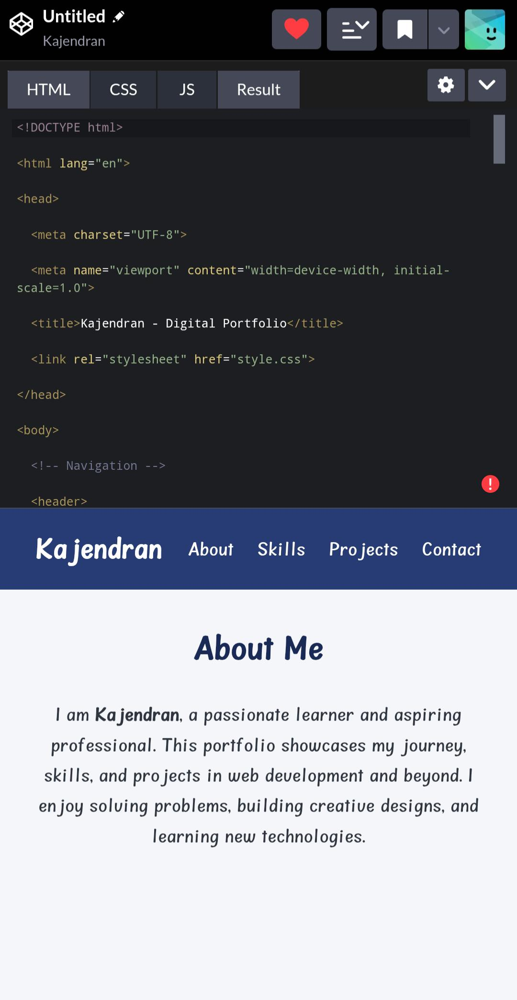 Untitled
Kajendran
HTML CSS JS Result
<!DOCTYPE html>
<html lang="en">
<head>
<meta charset="UTF-8">
<meta name="viewport" content="width=device-width, initial-
scale=1.0">
<title>Kajendran - Digital Portfolio</title>
<link rel="stylesheet" href="style.css">
</head>
<body>
<!-- Navigation -->
<header>
Kajendran About Skills Projects Contact
About Me
I am Kajendran, a passionate learner and aspiring
professional. This portfolio showcases my journey,
skills, and projects in web development and beyond. I
enjoy solving problems, building creative designs, and
learning new technologies.